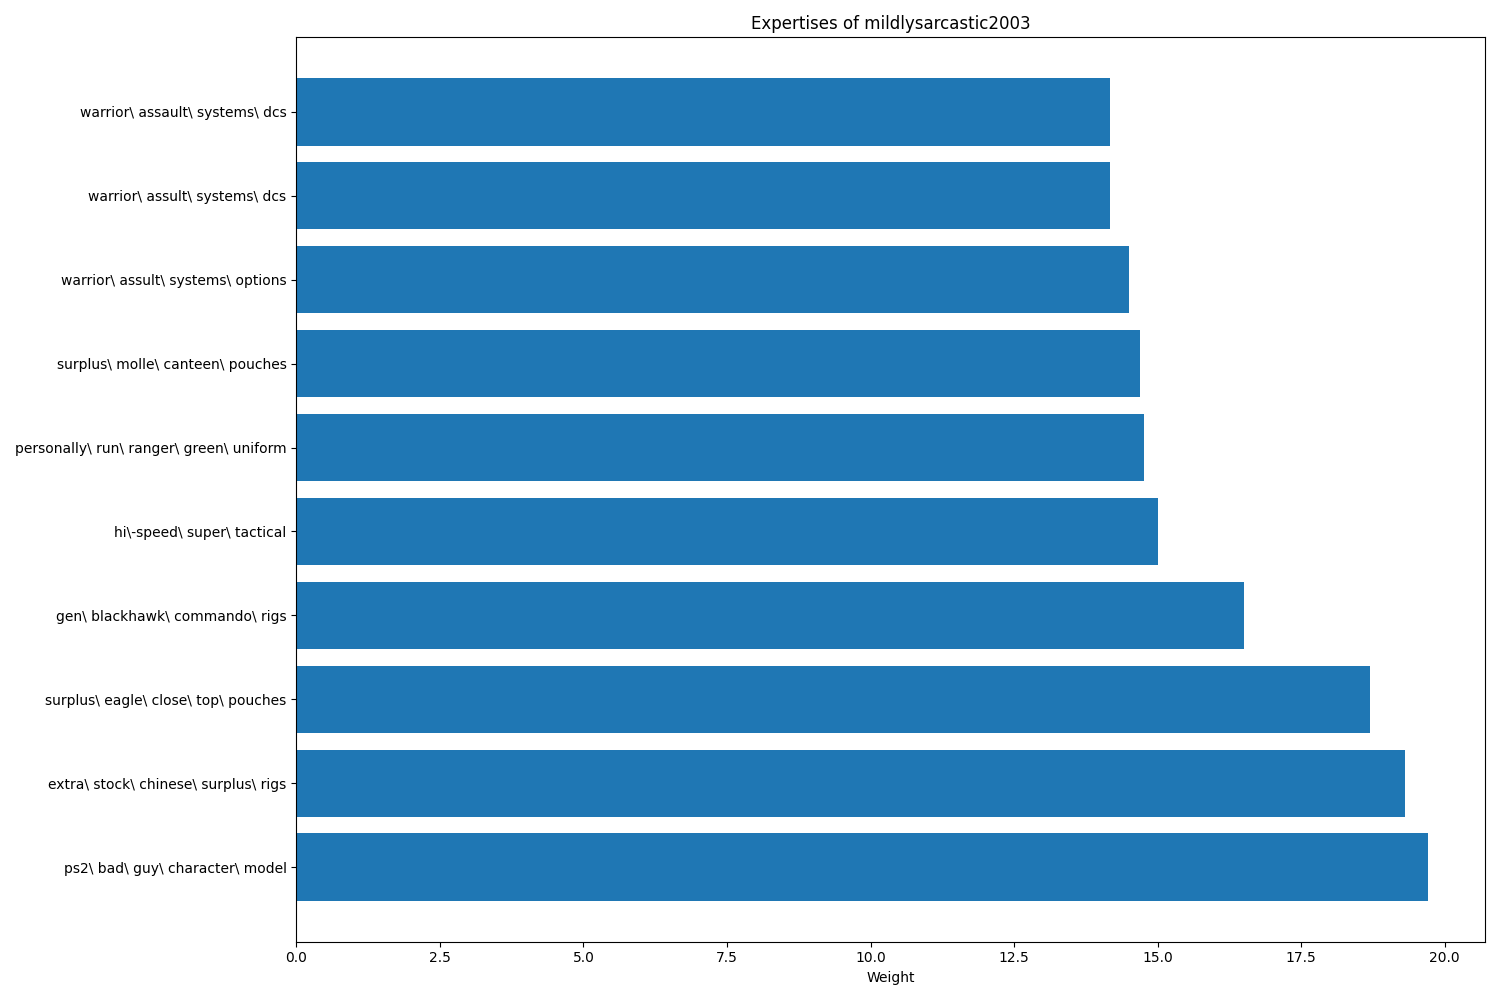 Expertises of mildlysarcastic2003
warrior\ assault\ systems\ dcs
warrior\ assult\ systems\ dcs
warrior\ assult\ systems\ options
surplus\ molle\ canteen\ pouches
personally\ run\ ranger\ green\ uniform
hi\-speed\ super\ tactical
gen\ blackhawk\ commando\ rigs
surplus\ eagle\ close\ top\ pouches
extra\ stock\ chinese\ surplus\ rigs
ps2\ bad\ guy\ character\ model
0.0 2.5 5.0 7.5 10.0 12.5 15.0 17.5 20.0
Weight